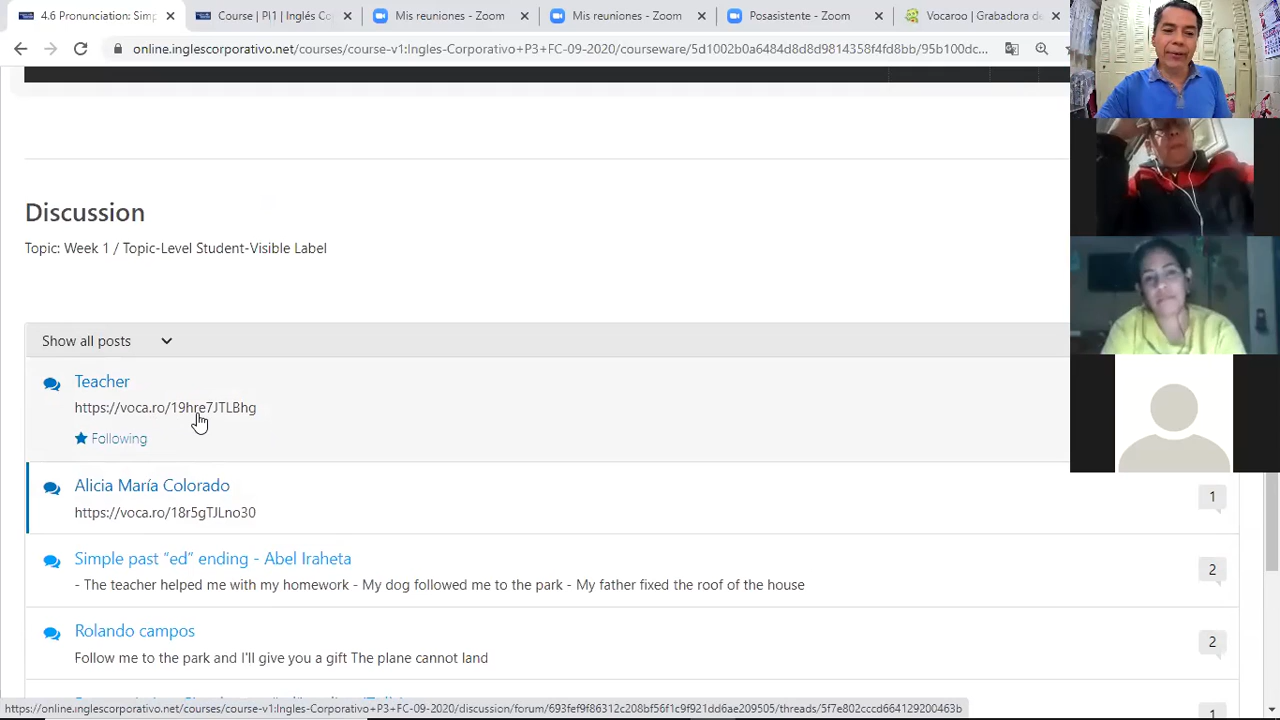 4.6 Pronunciation: Sim
Course | P1 | Inglés Co
Mis reuniones - Zoom
Mis reuniones - Zoom
Posasistente - Zoom
Vocaroo | Grabadora de
online.inglescorporativo.net/courses/course-v1:Ingles-Corporativo+P3+FC-09-2020/courseware/
Discussion
Topic: Week 1 / Topic-Level Student-Visible Label
Show all posts
Teacher
https://voca.ro/19hre7JTLBhg
Following
Alicia María Colorado
1
https://voca.ro/18r5gTJLno30
Simple past “ed” ending - Abel Iraheta
2
- The teacher helped me with my homework - My dog followed me to the park - My father fixed the roof of the house
Rolando campos
2
Follow me to the park and I'll give you a gift The plane cannot land
1
https://online.inglescorporativo.net/courses/course-v1:Ingles-Corporativo+P3+FC-09-2020/discussion/forum/693fef9f86312c208bf56f1c9f921dd6ae209505/threads/5f7e802ccd664129200463b